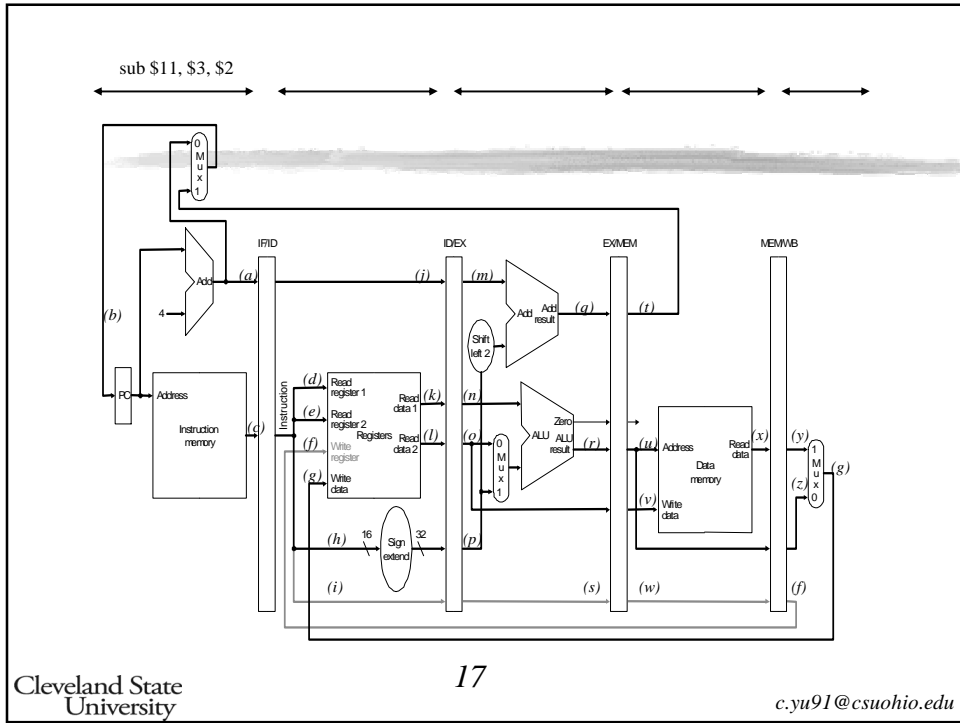 sub $11, $3, $2
0
M
u
x
1
IF/ID
ID/EX
EX/MEM
MEM/WB
Add
(a)
(j)
(m)
(b)
4
Add
Add
result
(q)
(t)
Shift
left 2
PC
Address
Instruction
memory
(c)
Instruction
(d)
Read
register 1
(e)
Read
register 2
(f)
Write
register
(g)
Write
data
Registers
Read
data 1
(k)
Read
data 2
(l)
(n)
(o)
0
M
u
x
1
Zero
ALU
ALU
result
(r)
(u)
Address
Read
data
(x)
Data
memory
(v)
Write
data
(y)
1
M
u
x
0
(z)
(g)
(h)
16
Sign
extend
32
(p)
(i)
(s)
(w)
(f)
Cleveland State
University
17
c.yu91@csuohio.edu